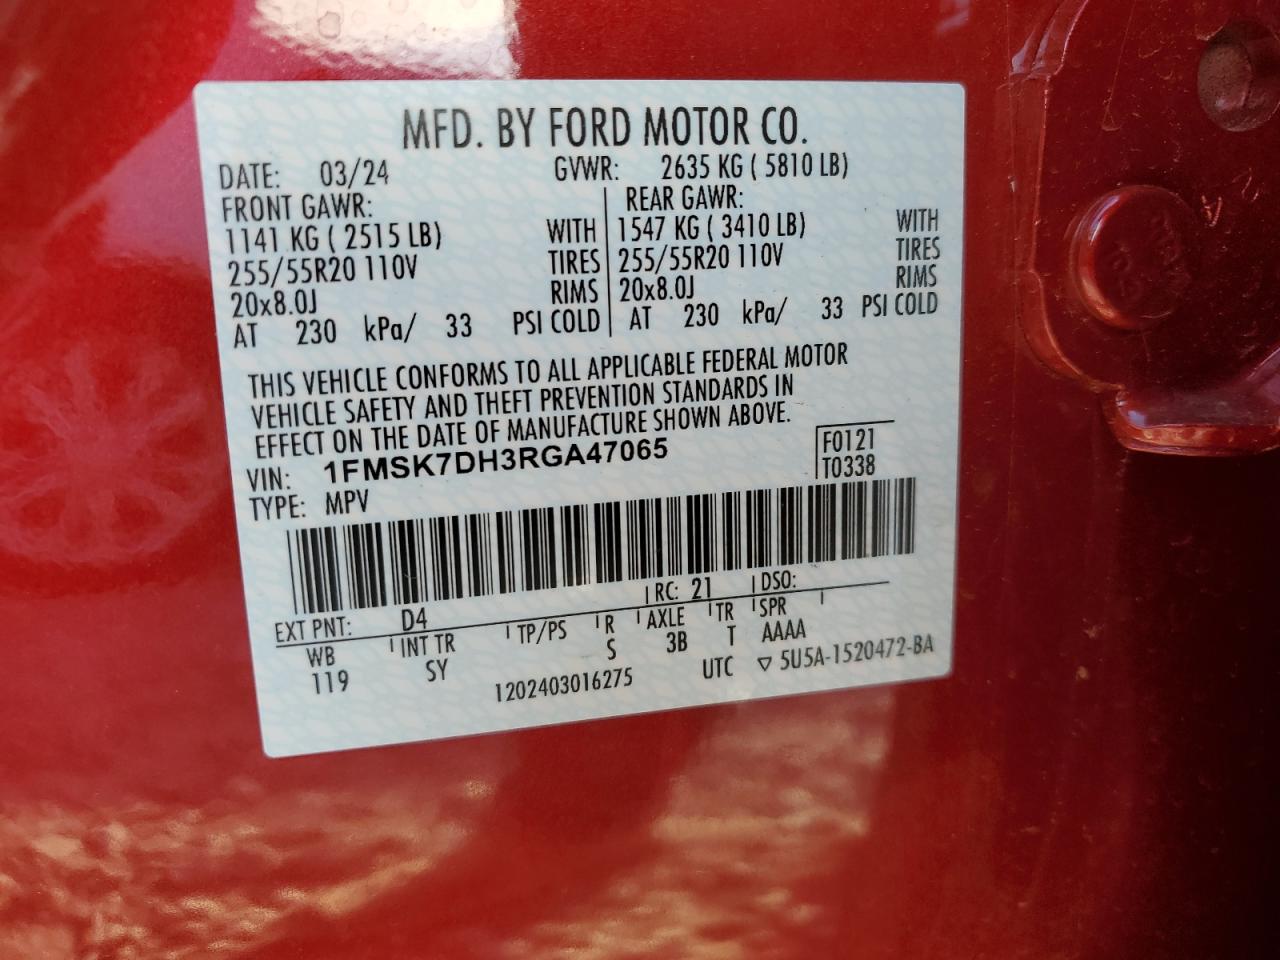 MFD. BY FORD MOTOR CO.
DATE: 03/24 GVWR: 2635 KG ( 5810 LB)
FRONT GAWR: REAR GAWR:
1141 KG ( 2515 LB) WITH 1547 KG ( 3410 LB) WITH
255/55R20 110V TIRES 255/55R20 110V TIRES
20x8.0J RIMS 20x8.0J RIMS
AT 230 kPa/ 33 PSI COLD AT 230 kPa/ 33 PSI COLD
THIS VEHICLE CONFORMS TO ALL APPLICABLE FEDERAL MOTOR
VEHICLE SAFETY AND THEFT PREVENTION STANDARDS IN
EFFECT ON THE DATE OF MANUFACTURE SHOWN ABOVE.
VIN: 1FMSK7DH3RGA47065 F0121
TYPE: MPV T0338
EXT PNT: D4 RC: 21 DSO:
WB INT TR TP/PS R AXLE TR SPR
119 SY S 3B T AAAA
1202403016275 UTC ▽ 5U5A-1520472-BA